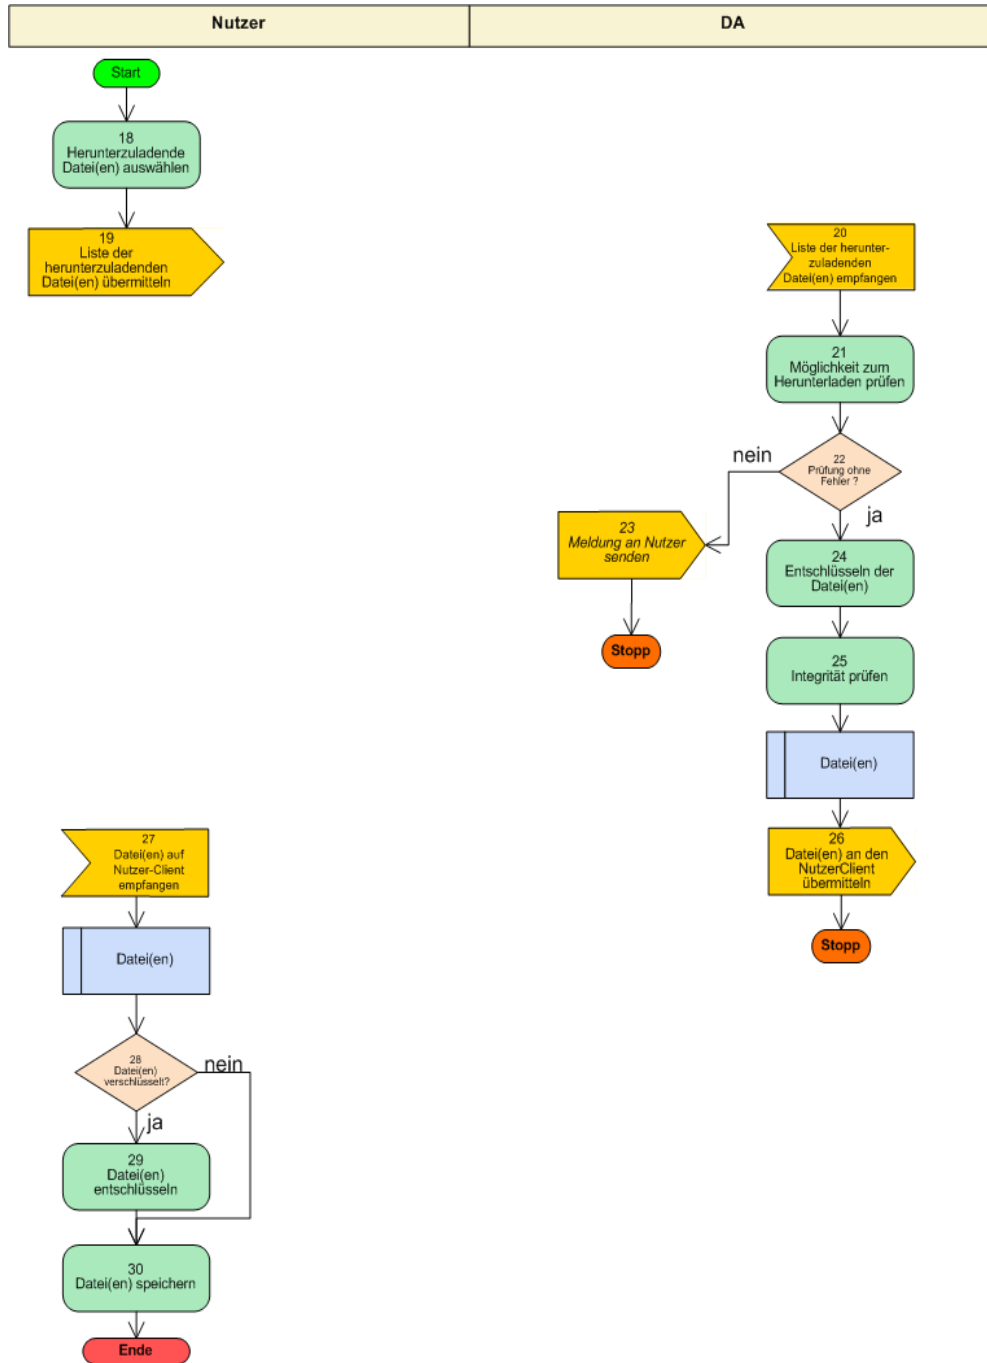 Nutzer
DA
Start
18
Herunterzuladende
Datei(en) auswählen
19
Liste der
herunterzuladenden
Datei(en) übermitteln
20
Liste der herunter-
zuladenden
Datei(en) empfangen
21
Möglichkeit zum
Herunterladen prüfen
nein
22
Prüfung ohne
Fehler ?
ja
23
Meldung an Nutzer
senden
Stopp
24
Entschlüsseln der
Datei(en)
25
Integrität prüfen
Datei(en)
26
Datei(en) an den
NutzerClient
übermitteln
Stopp
27
Datei(en) auf
Nutzer-Client
empfangen
Datei(en)
28
Datei(en)
verschlüsselt?
nein
ja
29
Datei(en)
entschlüsseln
30
Datei(en) speichern
Ende